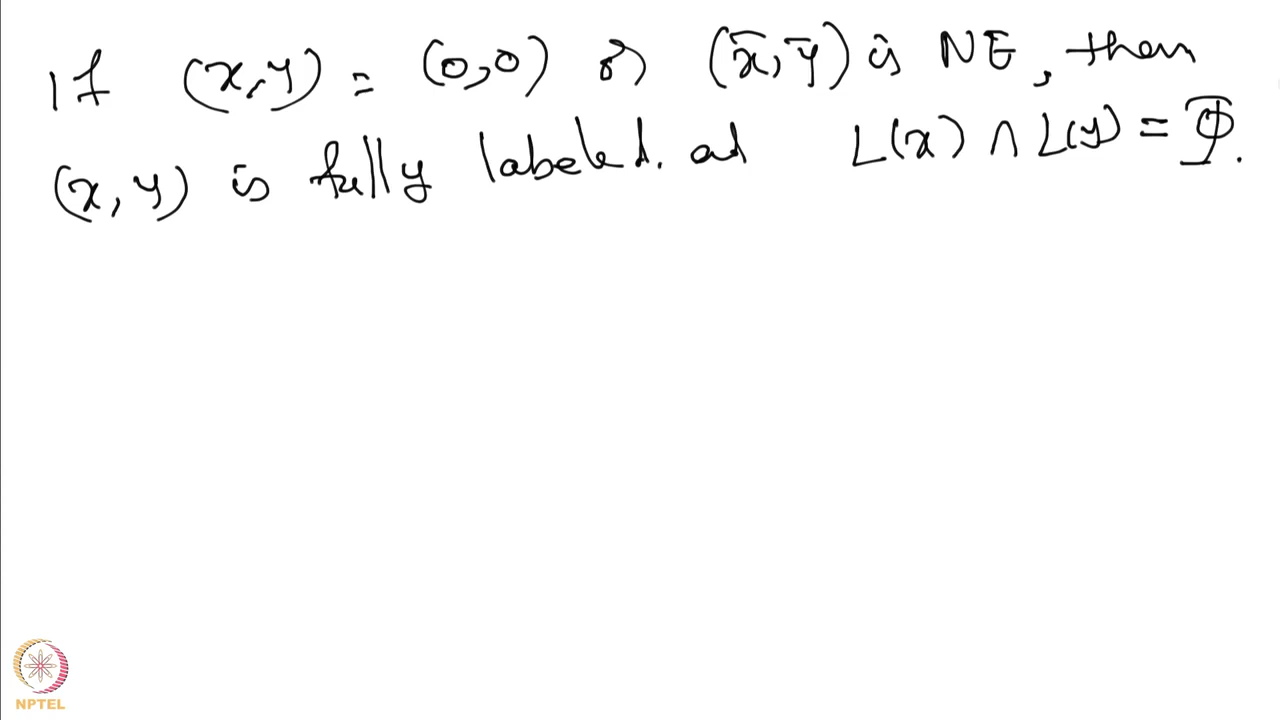 If (x, y) = (0,0) or (x̄, ȳ) is NE, then
(x, y) is fully labeled. and L(x) ∩ L(y) = Φ.
NPTEL